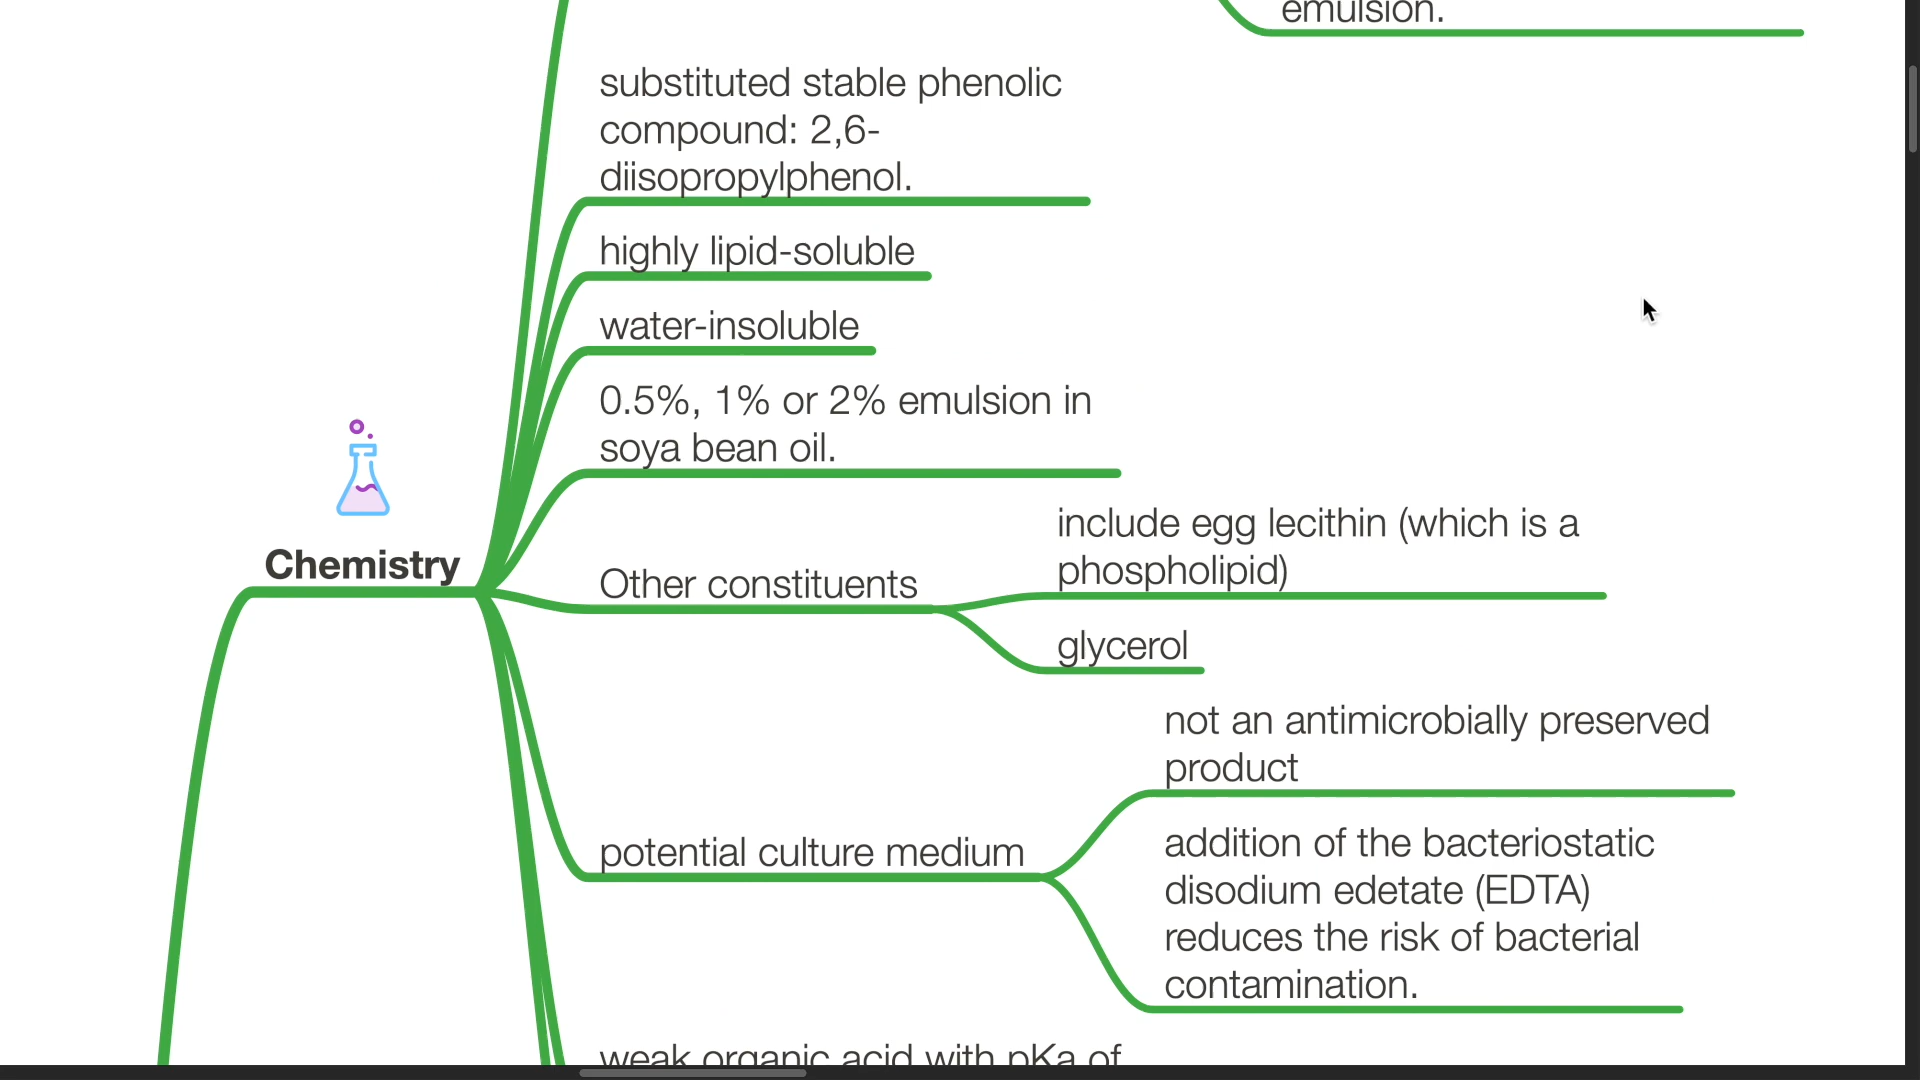 emulsion.
substituted stable phenolic
compound: 2,6-
diisopropylphenol.
highly lipid-soluble
water-insoluble
0.5%, 1% or 2% emulsion in
soya bean oil.
Chemistry
Other constituents
include egg lecithin (which is a
phospholipid)
glycerol
potential culture medium
not an antimicrobially preserved
product
addition of the bacteriostatic
disodium edetate (EDTA)
reduces the risk of bacterial
contamination.
weak organic acid with pKa of